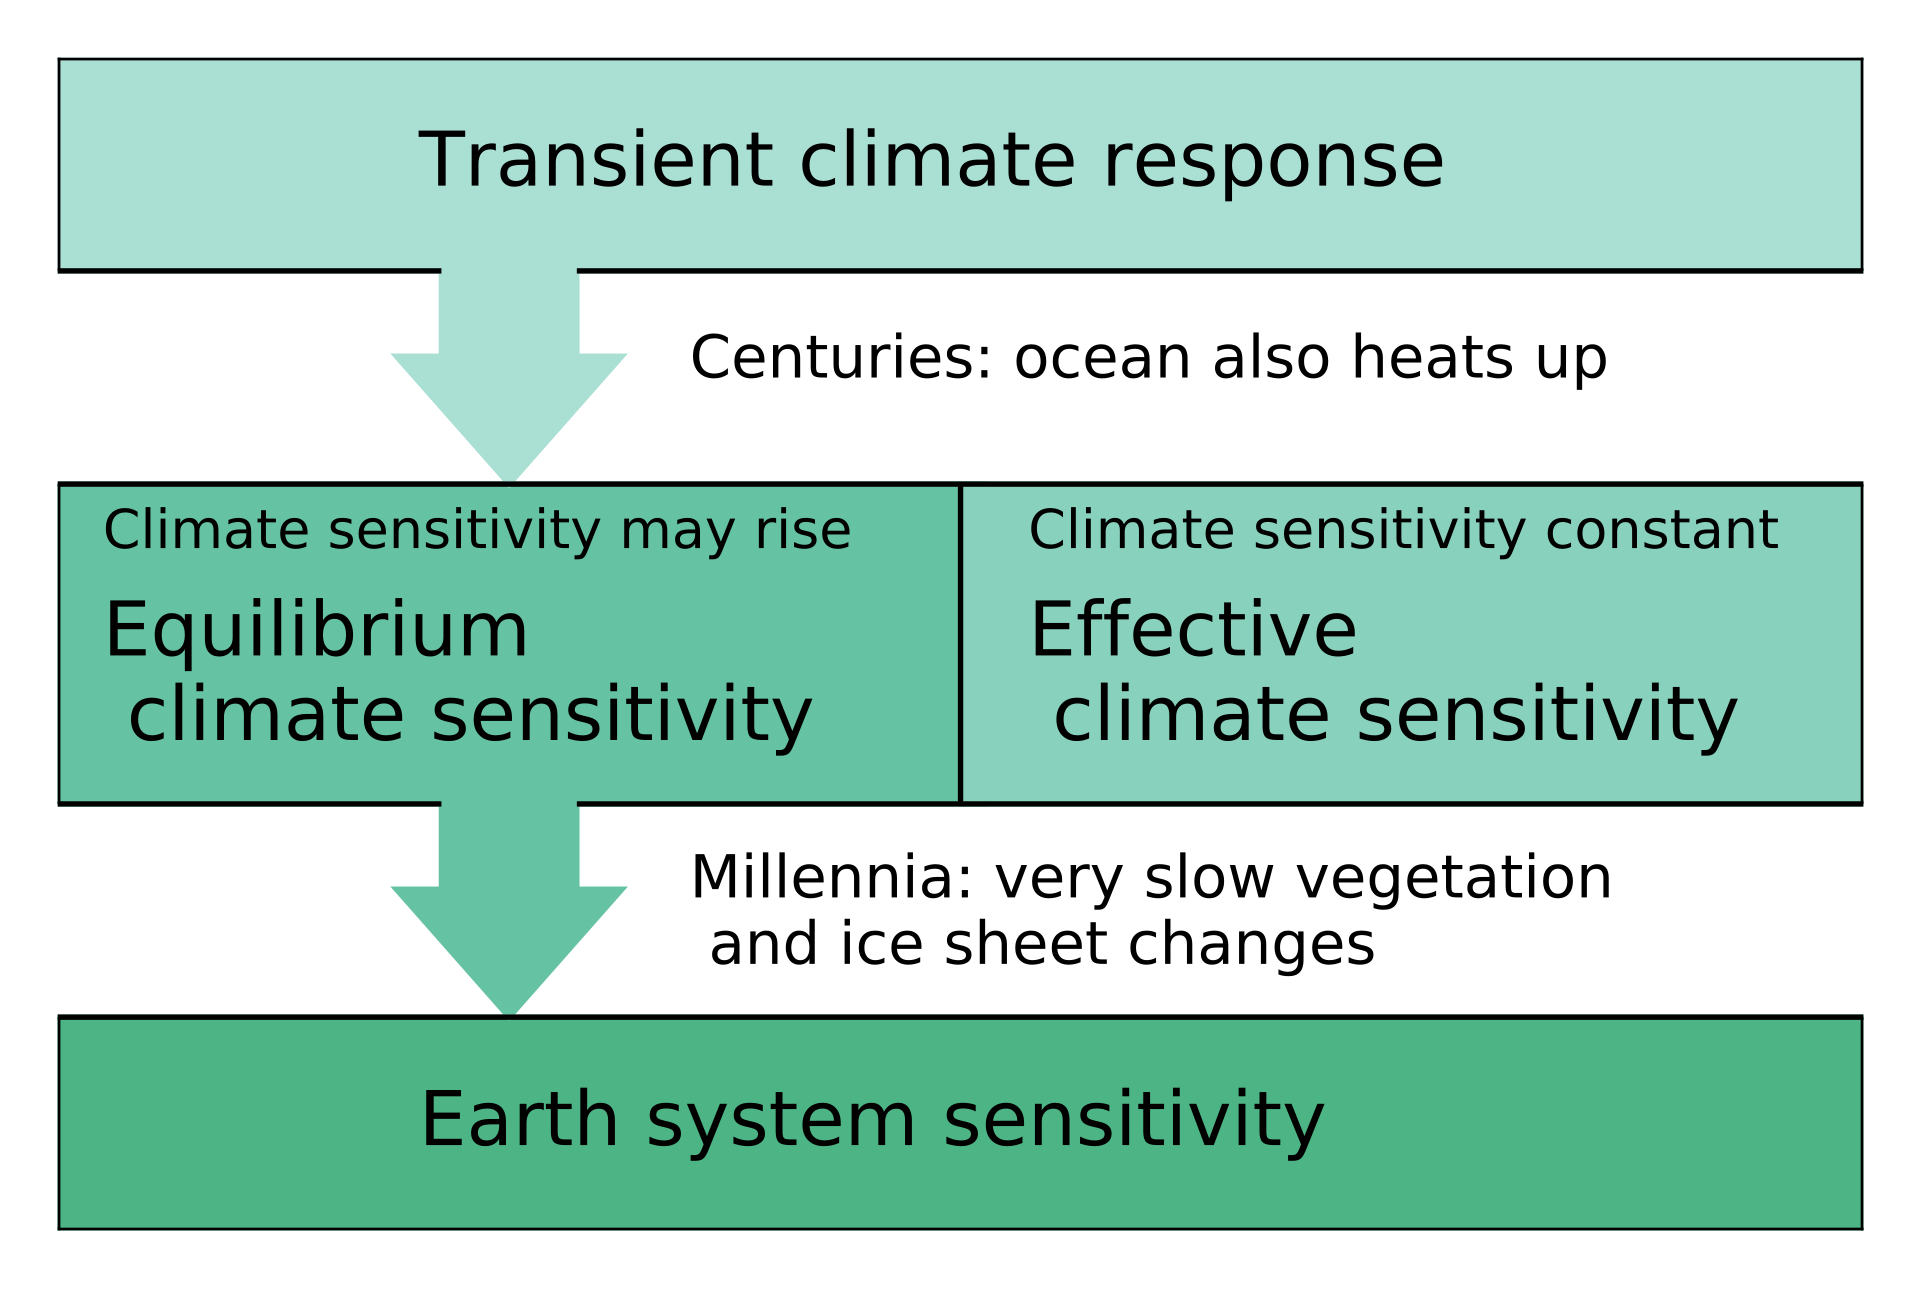 Transient climate response
Centuries: ocean also heats up
Climate sensitivity may rise
Equilibrium
climate sensitivity
Climate sensitivity constant
Effective
climate sensitivity
Millennia: very slow vegetation
and ice sheet changes
Earth system sensitivity